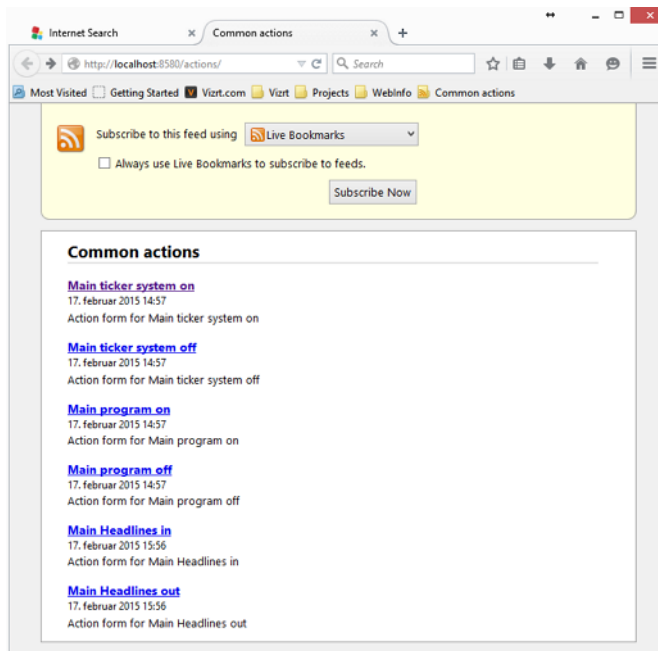 Internet Search
Common actions
http://localhost:8580/actions/
Search
Most Visited Getting Started Vizrt.com Vizrt Projects WebInfo Common actions
Subscribe to this feed using Live Bookmarks
Always use Live Bookmarks to subscribe to feeds.
Subscribe Now
Common actions
Main ticker system on
17. februar 2015 14:57
Action form for Main ticker system on
Main ticker system off
17. februar 2015 14:57
Action form for Main ticker system off
Main program on
17. februar 2015 14:57
Action form for Main program on
Main program off
17. februar 2015 14:57
Action form for Main program off
Main Headlines in
17. februar 2015 15:56
Action form for Main Headlines in
Main Headlines out
17. februar 2015 15:56
Action form for Main Headlines out